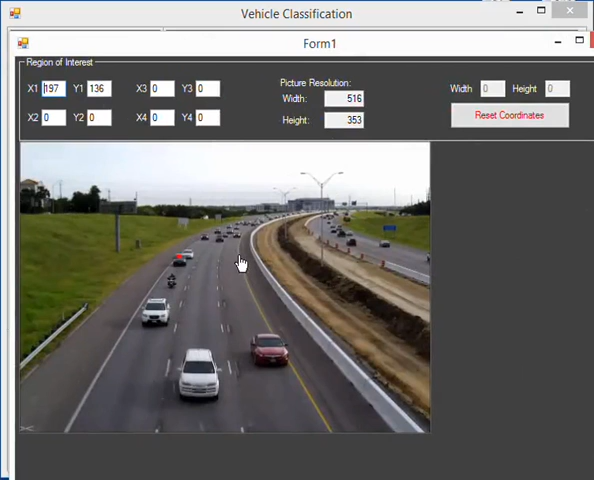 Vehicle Classification
Form1
Region of Interest
X1 197 Y1 136 X3 0 Y3 0
Picture Resolution:
Width: 516
Width 0 Height 0
X2 0 Y2 0 X4 0 Y4 0
Height: 353
Reset Coordinates